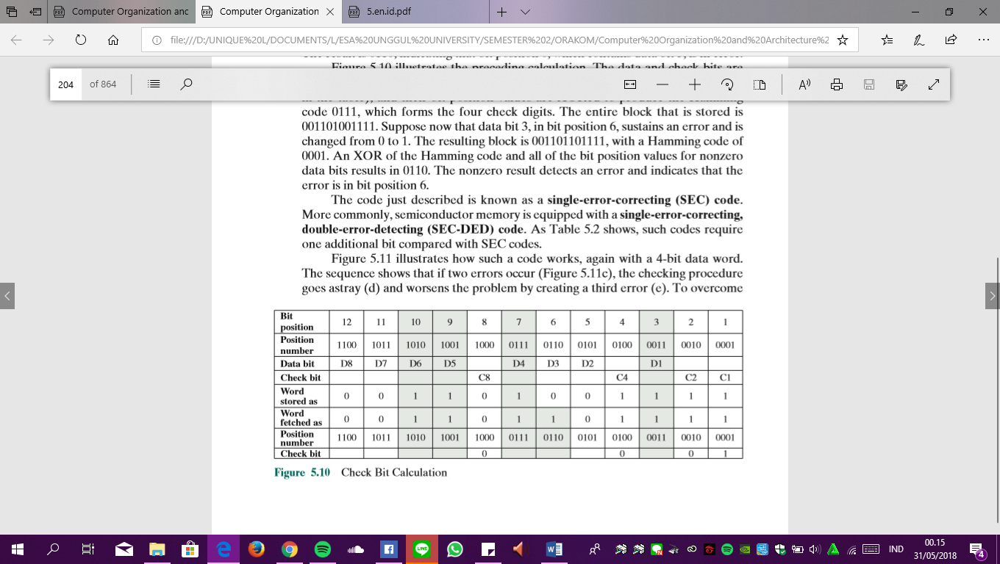 Computer Organization and
Computer Organization
5.en.id.pdf
file:///D:/UNIQUE%20L/DOCUMENTS/L/ESA%20UNGGUL%20UNIVERSITY/SEMESTER%202/ORAKOM/Computer%20Organization%20and%20Architecture%2
Figure 5.10 illustrates the preceding calculation. The data and check bits are
204 of 864
code 0111, which forms the four check digits. The entire block that is stored is
001101001111. Suppose now that data bit 3, in bit position 6, sustains an error and is
changed from 0 to 1. The resulting block is 001101101111, with a Hamming code of
0001. An XOR of the Hamming code and all of the bit position values for nonzero
data bits results in 0110. The nonzero result detects an error and indicates that the
error is in bit position 6.
The code just described is known as a single-error-correcting (SEC) code.
More commonly, semiconductor memory is equipped with a single-error-correcting,
double-error-detecting (SEC-DED) code. As Table 5.2 shows, such codes require
one additional bit compared with SEC codes.
Figure 5.11 illustrates how such a code works, again with a 4-bit data word.
The sequence shows that if two errors occur (Figure 5.11c), the checking procedure
goes astray (d) and worsens the problem by creating a third error (e). To overcome
Bit position 12 11 10 9 8 7 6 5 4 3 2 1
Position number 1100 1011 1010 1001 1000 0111 0110 0101 0100 0011 0010 0001
Data bit D8 D7 D6 D5 D4 D3 D2 D1
Check bit C8 C4 C2 C1
Word stored as 0 0 1 1 0 1 0 0 1 1 1 1
Word fetched as 0 0 1 1 0 1 1 0 1 1 1 1
Position number 1100 1011 1010 1001 1000 0111 0110 0101 0100 0011 0010 0001
Check bit 0 0 0 1
Figure 5.10 Check Bit Calculation
LINE
IND
00.15
31/05/2018
4